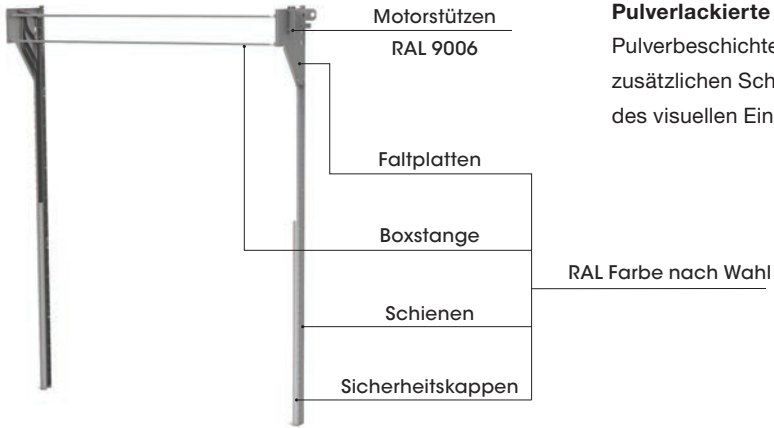 Motorstützen
RAL 9006
Faltplatten
Boxstange
RAL Farbe nach Wahl
Schienen
Sicherheitskappen
Pulverlackierte
Pulverbeschichte
zusätzlichen Sch
des visuellen Ein